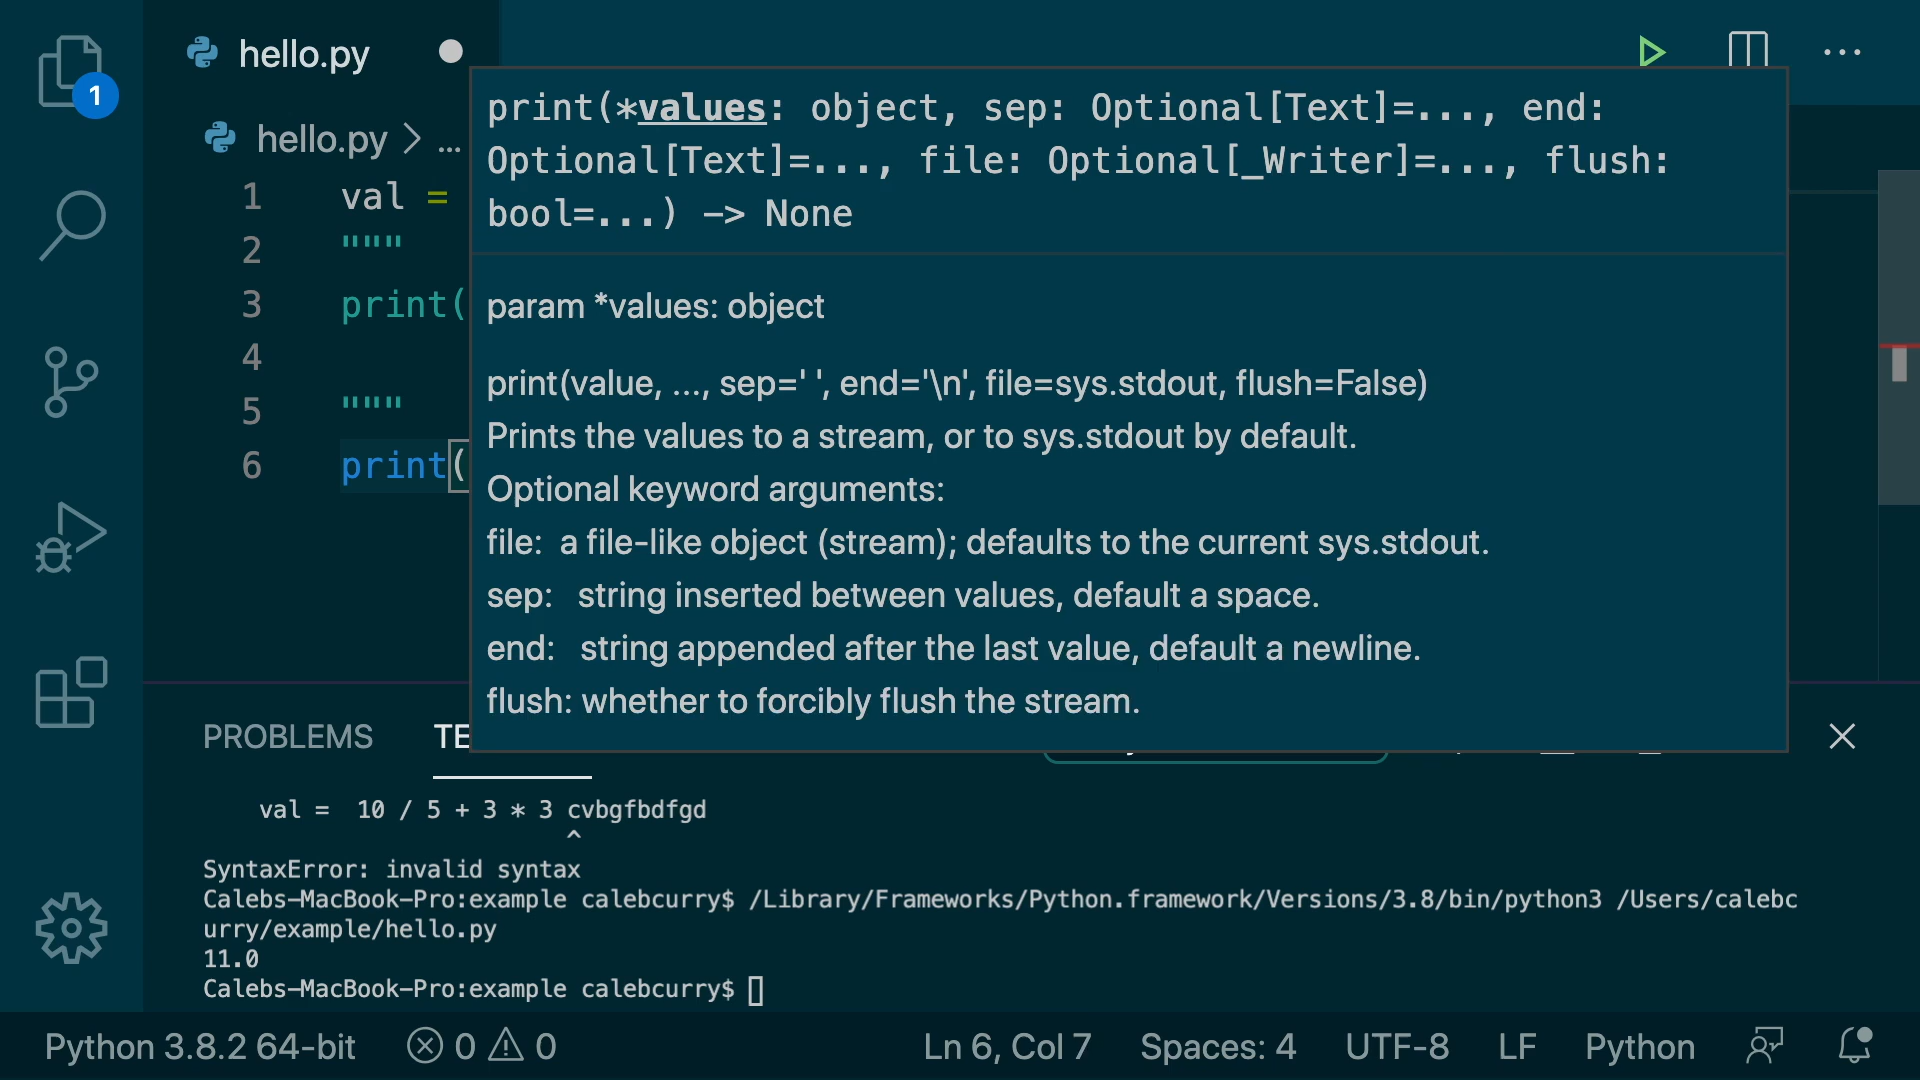 hello.py
1
hello.py > ...
print(*values: object, sep: Optional[Text]=..., end:
Optional[Text]=..., file: Optional[_Writer]=..., flush:
bool=...) -> None
1 val =
2 """
3 print(
4
5 """
6 print(
param *values: object
print(value, ..., sep=' ', end='\n', file=sys.stdout, flush=False)
Prints the values to a stream, or to sys.stdout by default.
Optional keyword arguments:
file: a file-like object (stream); defaults to the current sys.stdout.
sep: string inserted between values, default a space.
end: string appended after the last value, default a newline.
flush: whether to forcibly flush the stream.
PROBLEMS TE
val = 10 / 5 + 3 * 3 cvbgfbdfgd
^
SyntaxError: invalid syntax
Calebs-MacBook-Pro:example calebcurry$ /Library/Frameworks/Python.framework/Versions/3.8/bin/python3 /Users/calebc
urry/example/hello.py
11.0
Calebs-MacBook-Pro:example calebcurry$
Python 3.8.2 64-bit 0 0 Ln 6, Col 7 Spaces: 4 UTF-8 LF Python